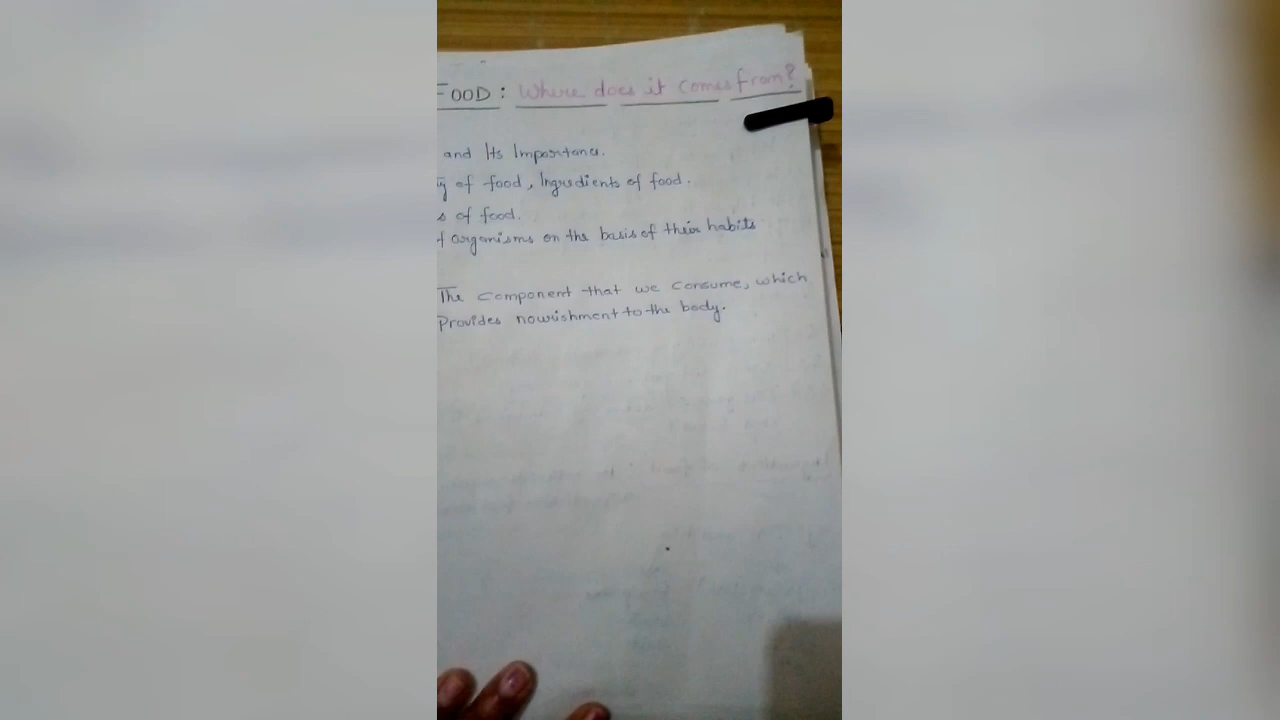 FOOD : Where does it comes from?
and Its Importance.
of food, Ingredients of food.
s of food.
f organisms on the basis of their habits
The component that we consume, which
Provides nourishment to the body.